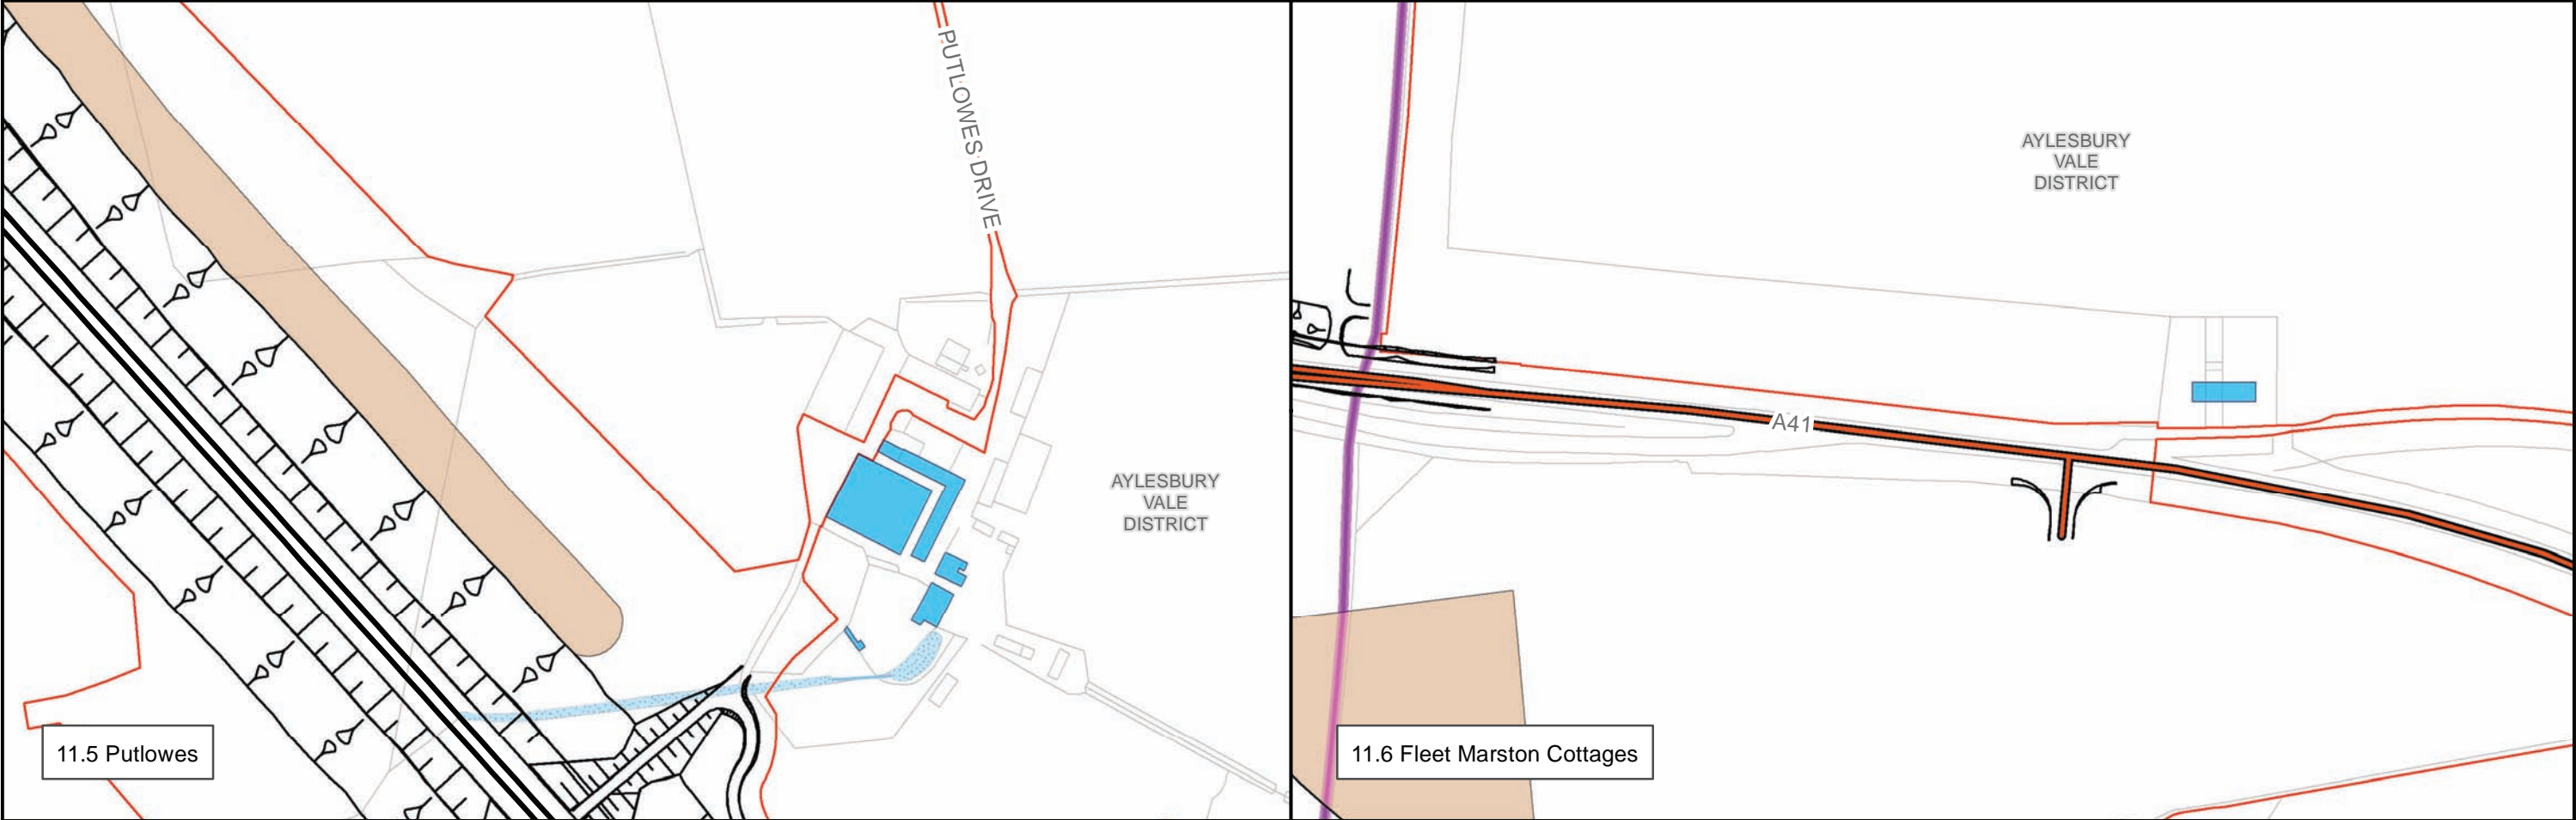 PUTLOWES DRIVE
AYLESBURY
VALE
DISTRICT
11.5 Putlowes
AYLESBURY
VALE
DISTRICT
A41
11.6 Fleet Marston Cottages